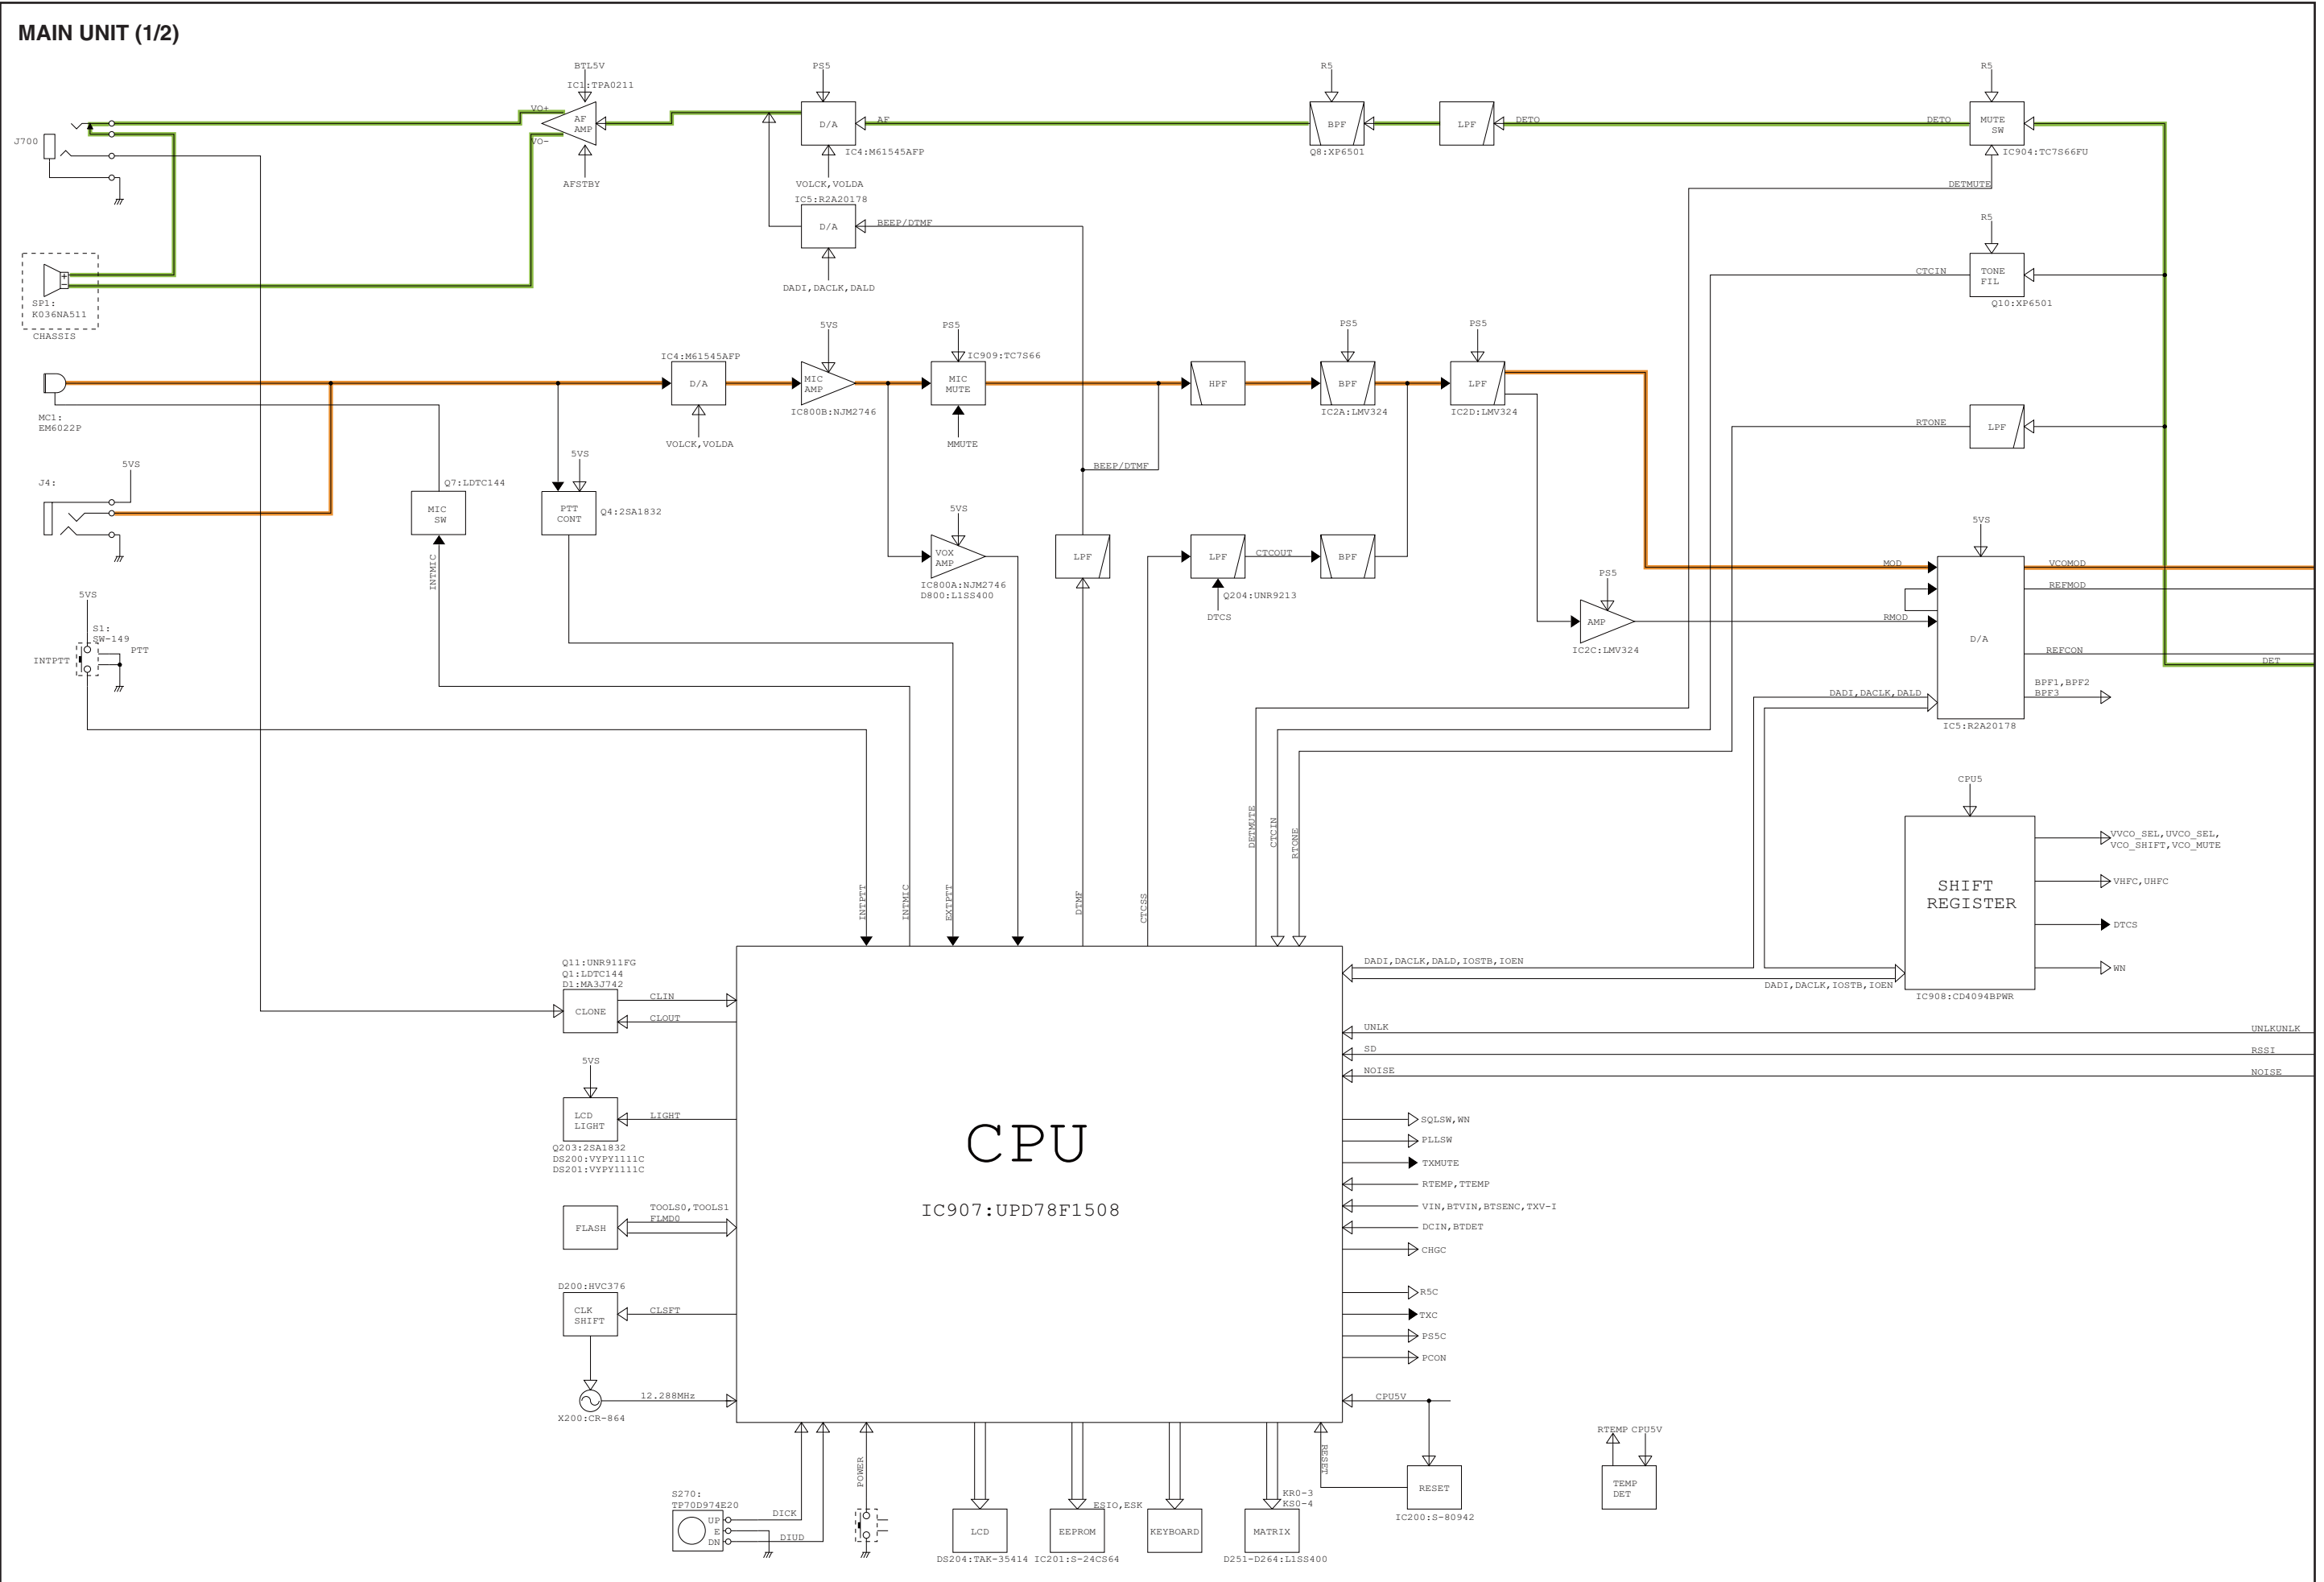 MAIN UNIT (1/2)
BTL5V
IC1:TPA0211
VO+
AF
AMP
VO-
AFSTBY
PS5
D/A
IC4:M61545AFP
VOLCK,VOLDA
AF
R5
BPF
Q8:XP6501
LPF
DETO
DETO
R5
MUTE
SW
IC904:TC7S66FU
DETMUTE
J700
IC5:R2A20178
D/A
BEEP/DTMF
DADI,DACLK,DALD
R5
CTCIN
TONE
FIL
Q10:XP6501
SP1:
K036NA511
CHASSIS
+
−
MC1:
EM6022P
IC4:M61545AFP
D/A
VOLCK,VOLDA
5VS
MIC
AMP
IC800B:NJM2746
PS5
IC909:TC7S66
MIC
MUTE
MMUTE
HPF
PS5
BPF
IC2A:LMV324
PS5
LPF
IC2D:LMV324
RTONE
LPF
BEEP/DTMF
J4:
5VS
Q7:LDTC144
MIC
SW
INTMIC
5VS
PTT
CONT
Q4:2SA1832
5VS
VOX
AMP
IC800A:NJM2746
D800:L1SS400
LPF
LPF
CTCOUT
BPF
Q204:UNR9213
DTCS
PS5
AMP
IC2C:LMV324
5VS
MOD
RMOD
D/A
VCOMOD
REFMOD
REFCON
DET
BPF1,BPF2
BPF3
DADI,DACLK,DALD
IC5:R2A20178
5VS
S1:
SW-149
INTPTT
PTT
CPU5
SHIFT
REGISTER
VVCO_SEL,UVCO_SEL,
VCO_SHIFT,VCO_MUTE
VHFC,UHFC
DTCS
WN
IC908:CD4094BPWR
INTPTT
INTMIC
EXTPTT
DTMF
CTCSS
DETMUTE
CTCIN
RTONE
DADI,DACLK,DALD,IOSTB,IOEN
DADI,DACLK,IOSTB,IOEN
Q11:UNR911FG
Q1:LDTC144
D1:MA3J742
CLONE
CLIN
CLOUT
UNLK
UNLKUNLK
SD
RSSI
NOISE
NOISE
5VS
LCD
LIGHT
LIGHT
Q203:2SA1832
DS200:VYPY1111C
DS201:VYPY1111C
CPU
IC907:UPD78F1508
SQLSW,WN
PLLSW
TXMUTE
RTEMP,TTEMP
VIN,BTVIN,BTSENC,TXV-I
DCIN,BTDET
CHGC
R5C
TXC
PS5C
PCON
CPU5V
FLASH
TOOLS0,TOOLS1
FLMD0
D200:HVC376
CLK
SHIFT
CLSFT
12.288MHz
X200:CR-864
S270:
TP70D974E20
UP
E
DN
DICK
DIUD
POWER
LCD
DS204:TAK-35414
ESIO,ESK
EEPROM
IC201:S-24CS64
KEYBOARD
KR0-3
KS0-4
MATRIX
D251-D264:L1SS400
RESET
RESET
IC200:S-80942
RTEMP CPU5V
TEMP
DET